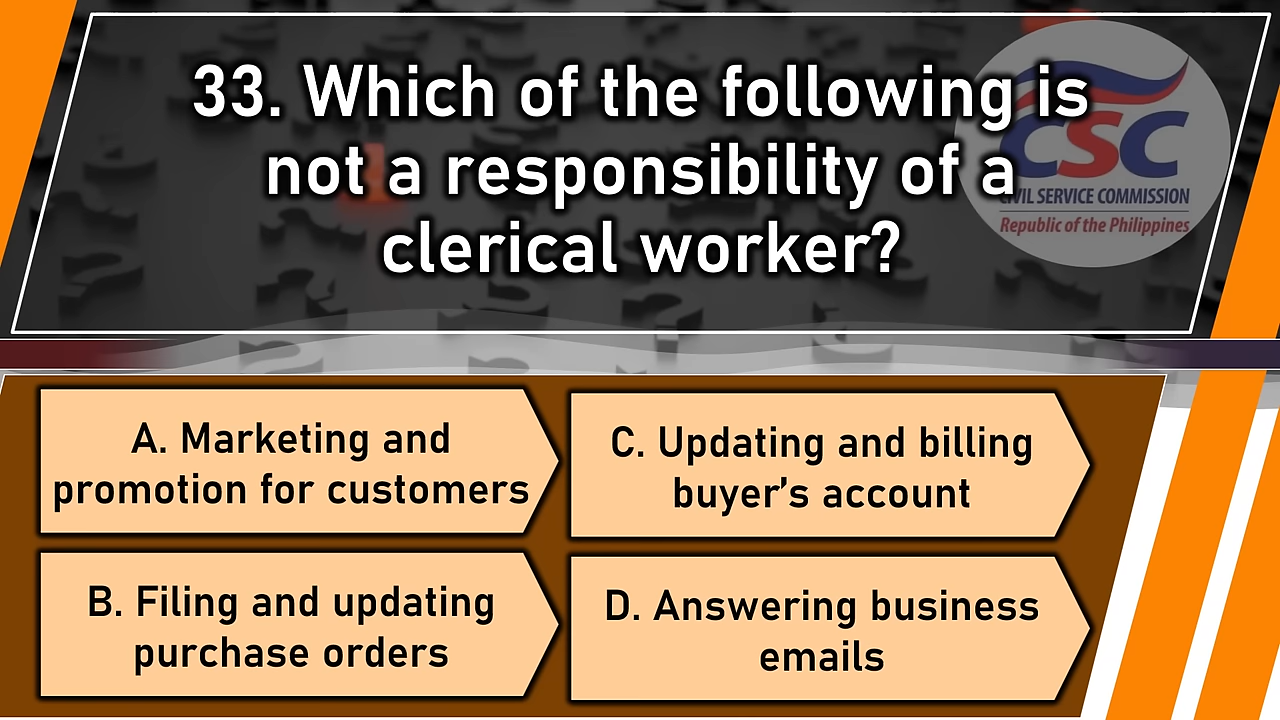 33. Which of the following is
not a responsibility of a
clerical worker?
CSC
CIVIL SERVICE COMMISSION
Republic of the Philippines
A. Marketing and
promotion for customers
B. Filing and updating
purchase orders
C. Updating and billing
buyer’s account
D. Answering business
emails